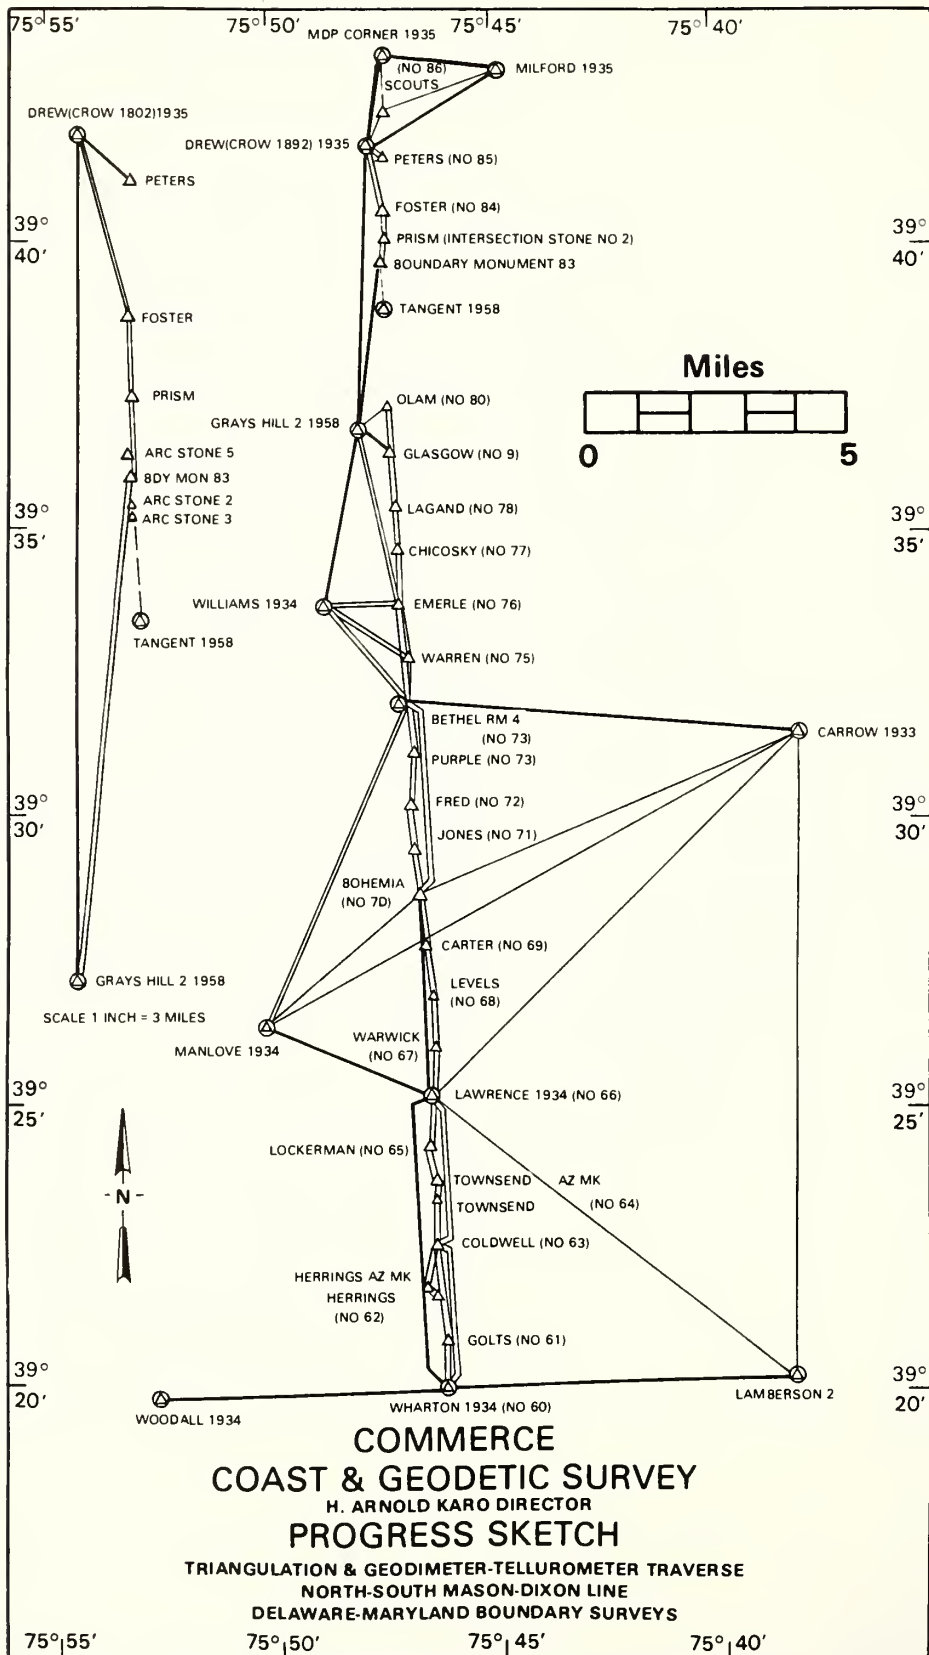 75°55' 75°50' 75°45' 75°40'
MDP CORNER 1935
(NO 86)
SCOUTS
MILFORD 1935
DREW(CROW 1802)1935
DREW(CROW 1892) 1935
PETERS (NO 85)
PETERS
FOSTER (NO 84)
39°
40'
PRISM (INTERSECTION STONE NO 2)
39°
40'
BOUNDARY MONUMENT 83
TANGENT 1958
FOSTER
Miles
PRISM
OLAM (NO 80)
GRAYS HILL 2 1958
0 5
ARC STONE 5
GLASGOW (NO 9)
8DY MON 83
ARC STONE 2
ARC STONE 3
LAGAND (NO 78)
39°
35'
39°
35'
CHICOSKY (NO 77)
WILLIAMS 1934
EMERLE (NO 76)
TANGENT 1958
WARREN (NO 75)
BETHEL RM 4
(NO 73)
CARROW 1933
PURPLE (NO 73)
39°
30'
FRED (NO 72)
39°
30'
JONES (NO 71)
BOHEMIA
(NO 7D)
CARTER (NO 69)
GRAYS HILL 2 1958
LEVELS
(NO 68)
SCALE 1 INCH = 3 MILES
MANLOVE 1934
WARWICK
(NO 67)
39°
25'
LAWRENCE 1934 (NO 66)
39°
25'
LOCKERMAN (NO 65)
TOWNSEND AZ MK
(NO 64)
TOWNSEND
-N-
COLDWELL (NO 63)
HERRINGS AZ MK
HERRINGS
(NO 62)
GOLTS (NO 61)
39°
20'
39°
20'
WOODALL 1934
WHARTON 1934 (NO 60)
LAMBERSON 2
COMMERCE
COAST & GEODETIC SURVEY
H. ARNOLD KARO DIRECTOR
PROGRESS SKETCH
TRIANGULATION & GEODIMETER-TELLUROMETER TRAVERSE
NORTH-SOUTH MASON-DIXON LINE
DELAWARE-MARYLAND BOUNDARY SURVEYS
75°55' 75°50' 75°45' 75°40'